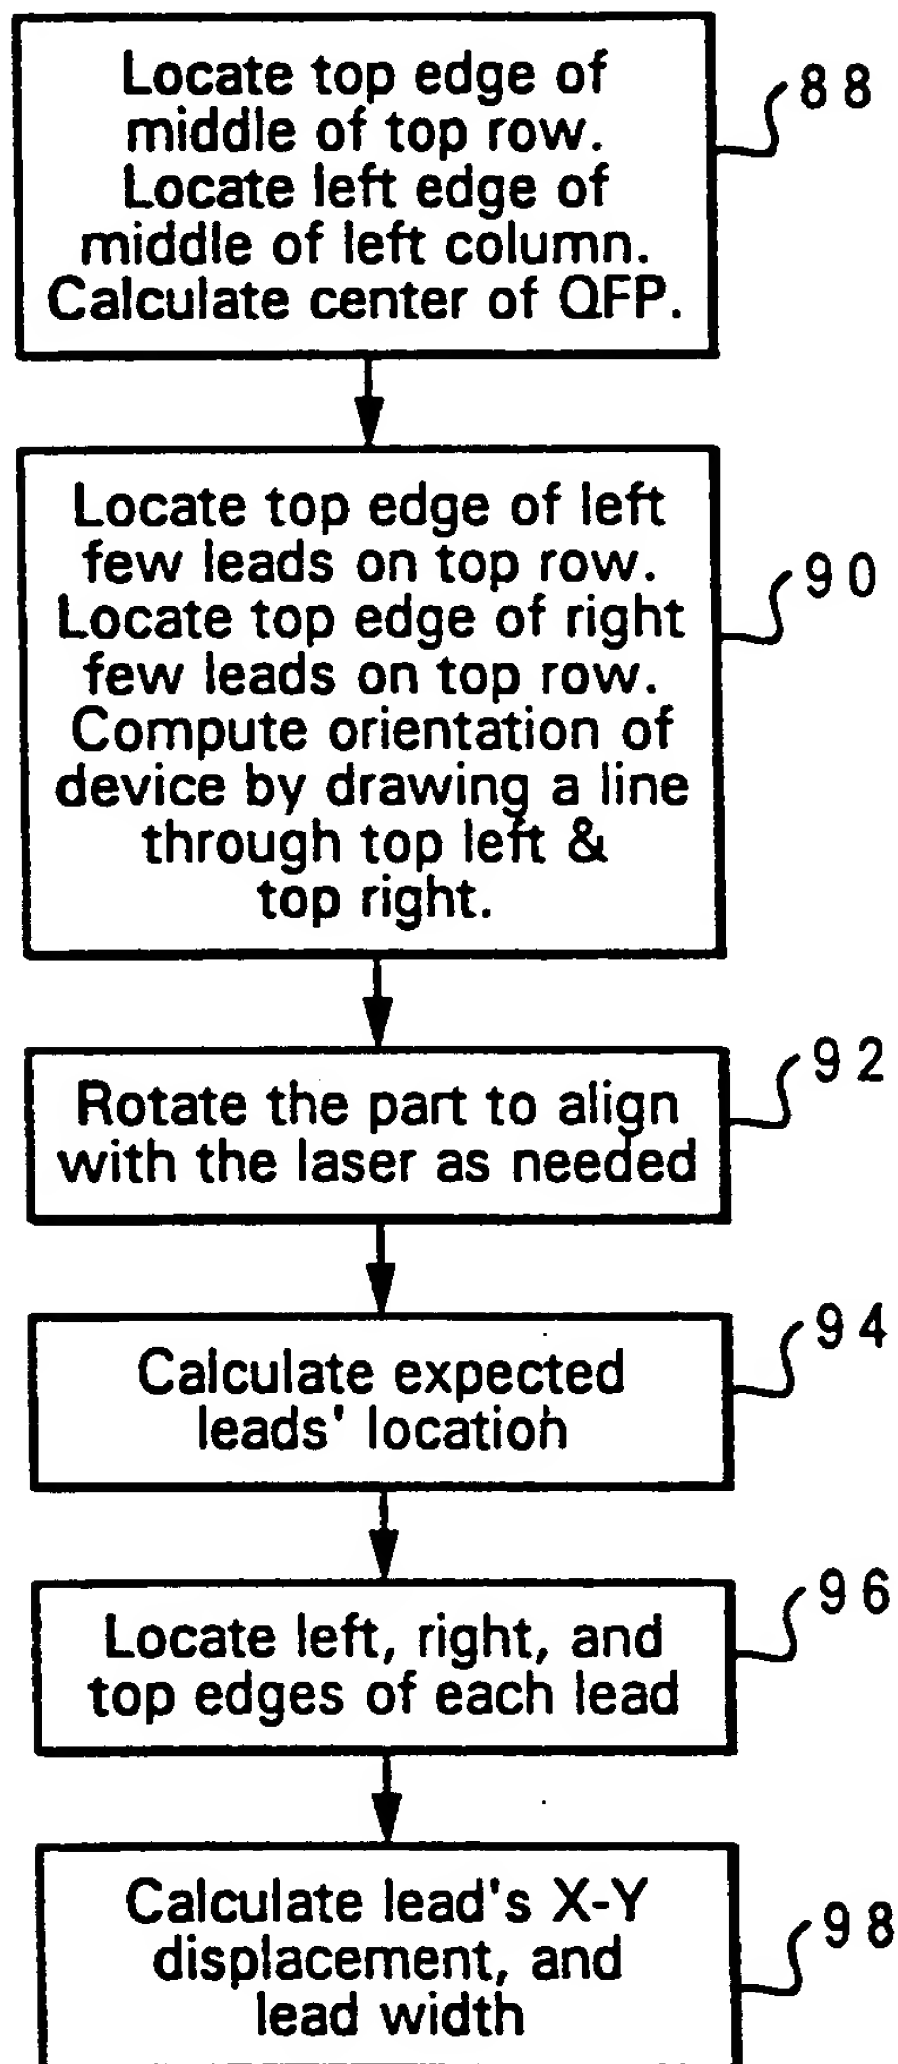 Locate top edge of
middle of top row.
Locate left edge of
middle of left column.
Calculate center of QFP.
88
Locate top edge of left
few leads on top row.
Locate top edge of right
few leads on top row.
Compute orientation of
device by drawing a line
through top left &
top right.
90
Rotate the part to align
with the laser as needed
92
Calculate expected
leads' location
94
Locate left, right, and
top edges of each lead
96
Calculate lead's X-Y
displacement, and
lead width
98